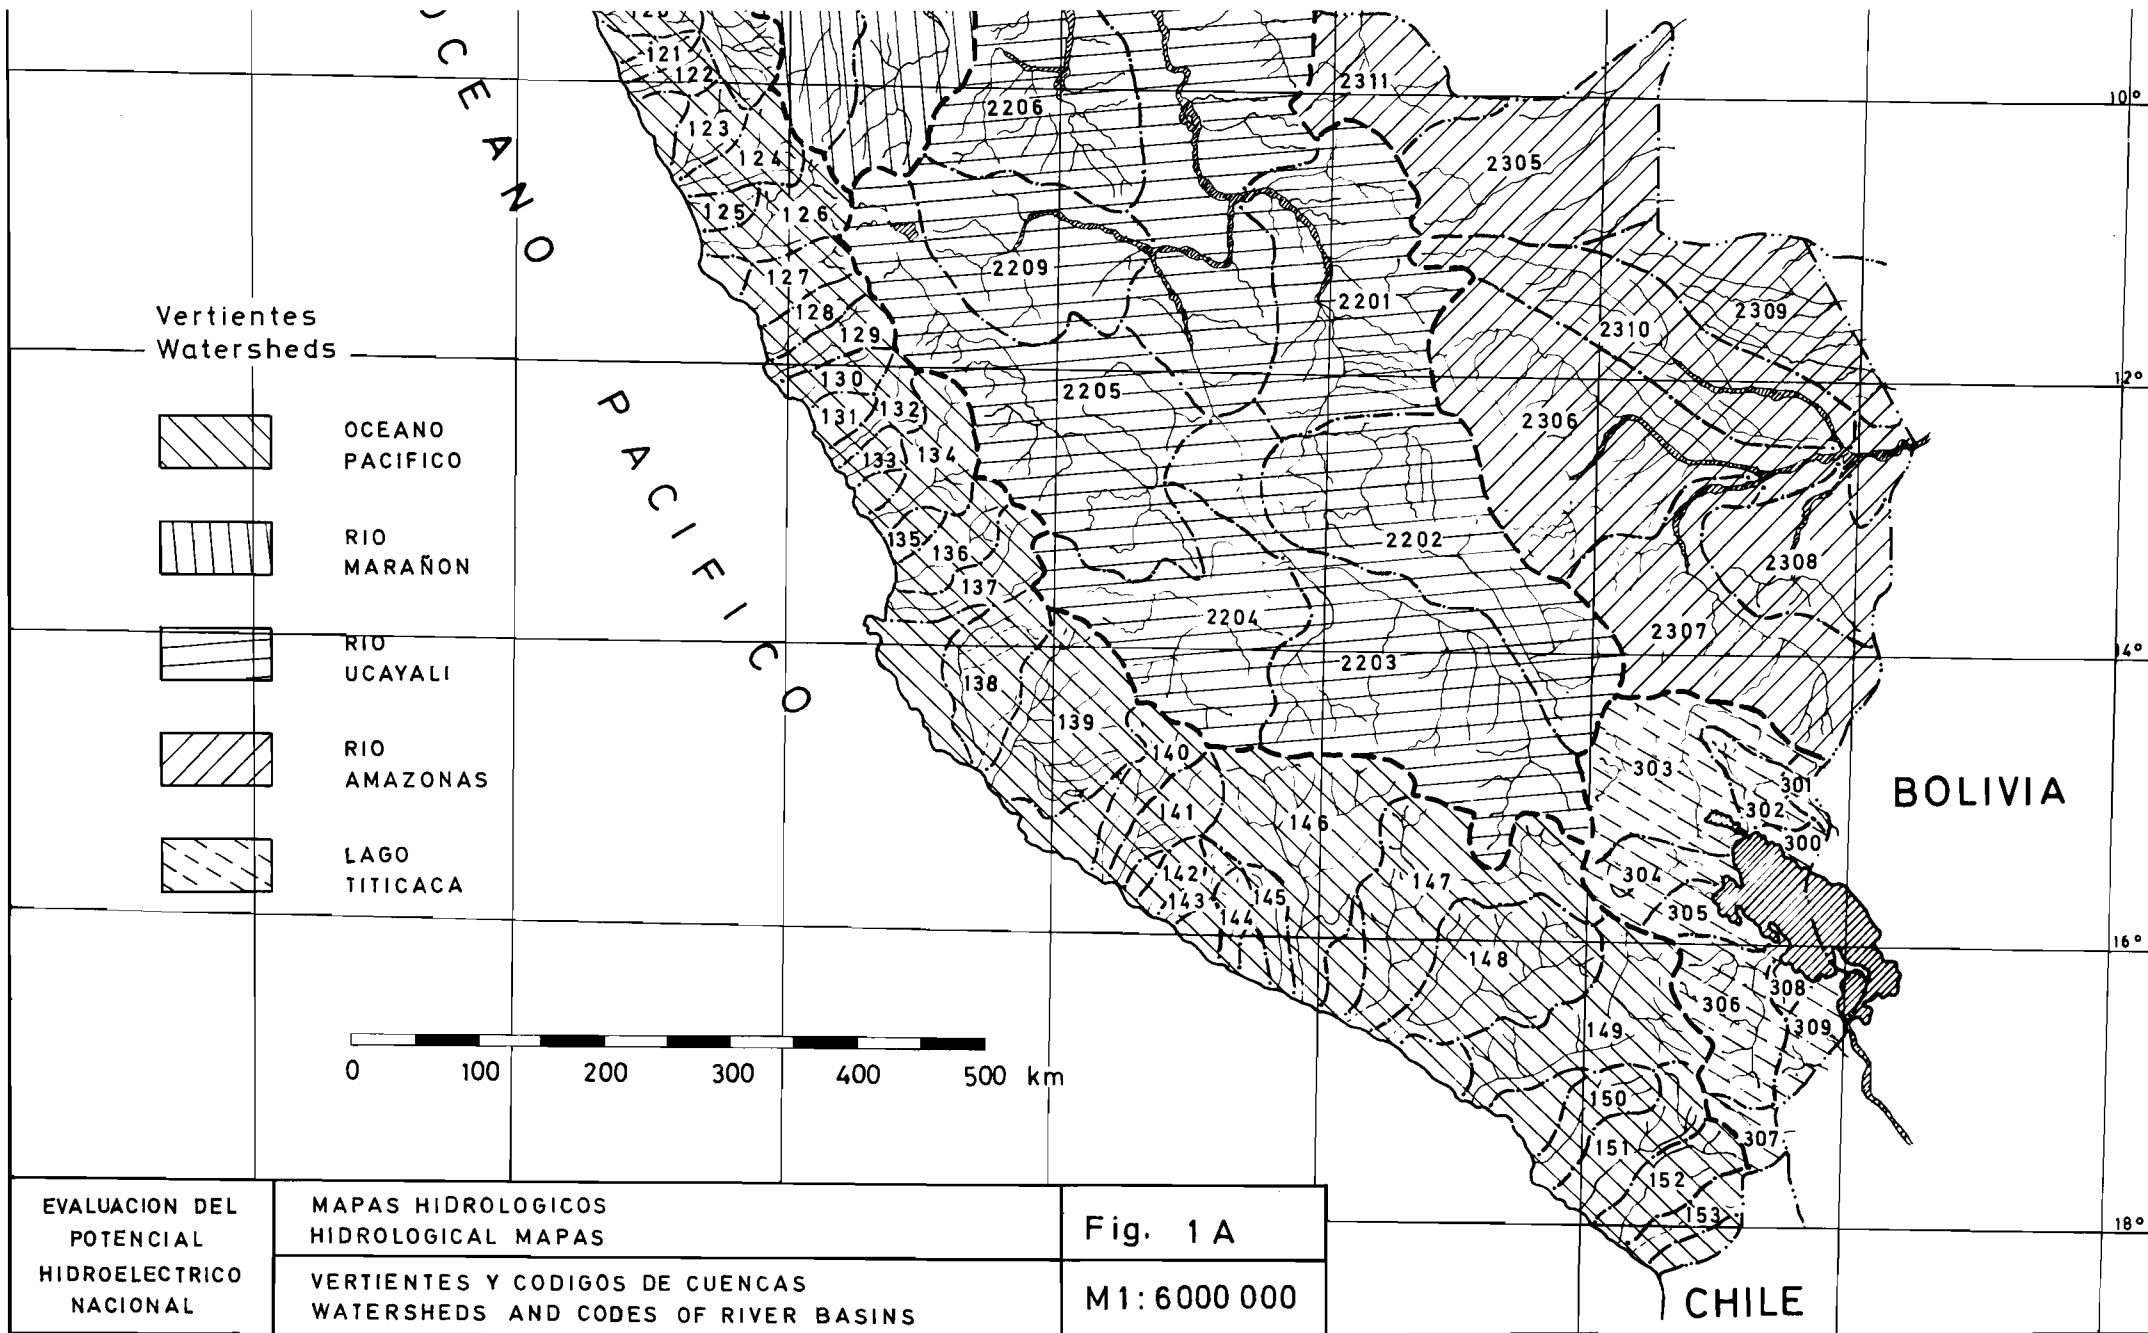 OCEANO PACIFICO
Vertientes
Watersheds
OCEANO
PACIFICO
RIO
MARAÑON
RIO
UCAYALI
RIO
AMAZONAS
LAGO
TITICACA
0 100 200 300 400 500 km
120
121
122
123
124
125
126
127
128
129
130
131
132
133
134
135
136
137
138
139
140
141
142
143
144
145
146
147
148
149
150
151
152
153
2206
2209
2201
2205
2202
2204
2203
2311
2305
2309
2310
2306
2308
2307
303
301
302
300
304
305
306
308
309
307
10°
12°
14°
16°
18°
BOLIVIA
CHILE
EVALUACION DEL
POTENCIAL
HIDROELECTRICO
NACIONAL
MAPAS HIDROLOGICOS
HIDROLOGICAL MAPAS
VERTIENTES Y CODIGOS DE CUENCAS
WATERSHEDS AND CODES OF RIVER BASINS
Fig. 1 A
M 1: 6 000 000